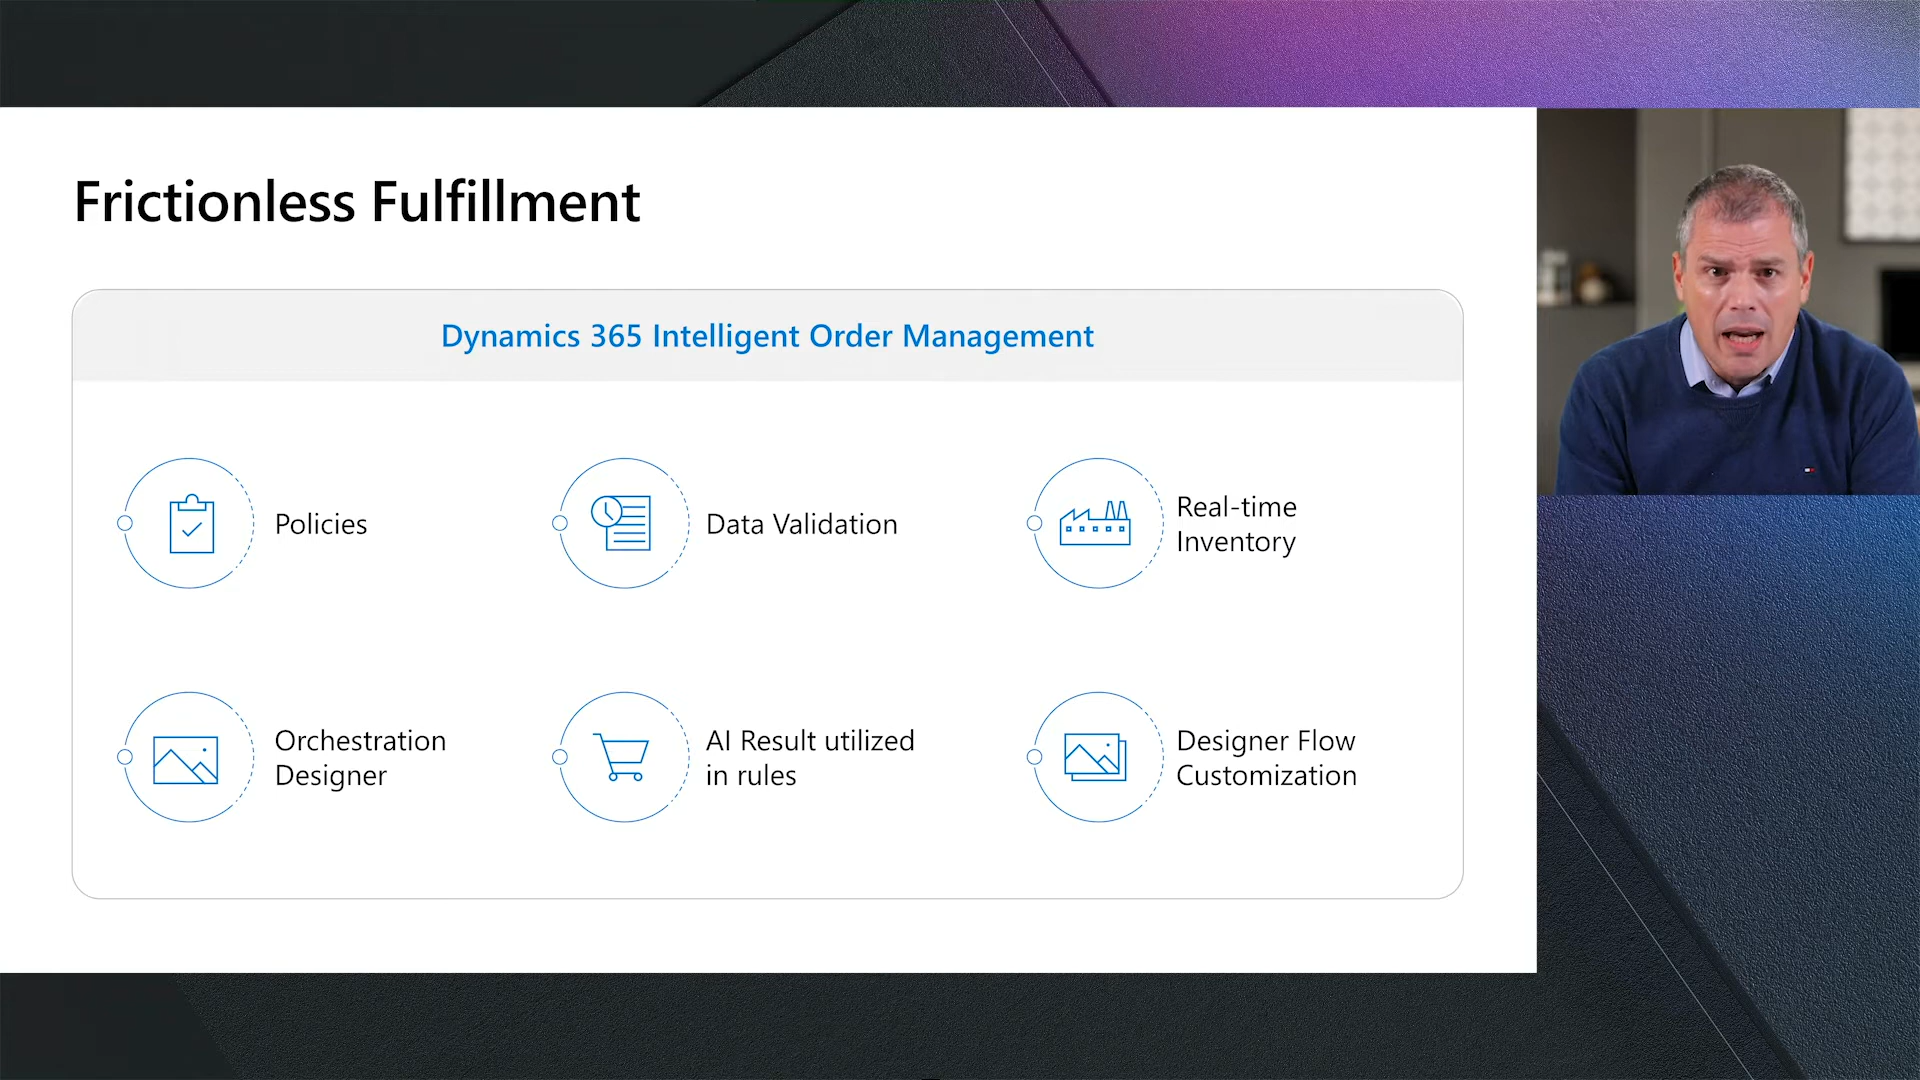 Frictionless Fulfillment
Dynamics 365 Intelligent Order Management
Policies
Data Validation
Real-time
Inventory
Orchestration
Designer
AI Result utilized
in rules
Designer Flow
Customization